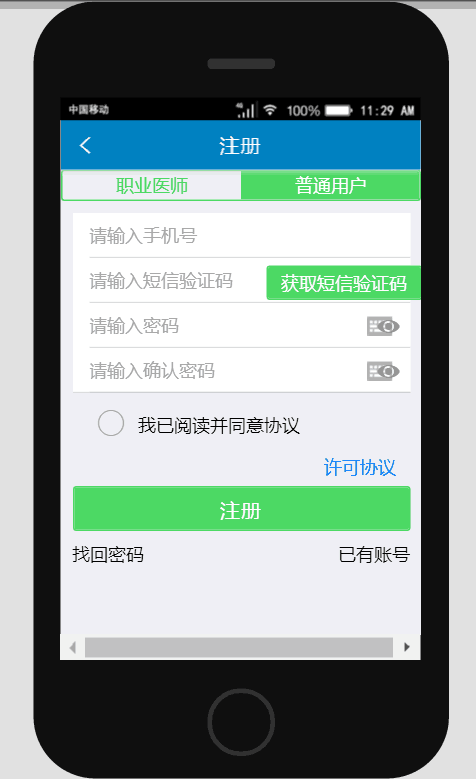 中国移动 4G 100% 11:29 AM
注册
职业医师 普通用户
请输入手机号
请输入短信验证码 获取短信验证码
请输入密码
请输入确认密码
我已阅读并同意协议
许可协议
注册
找回密码 已有账号